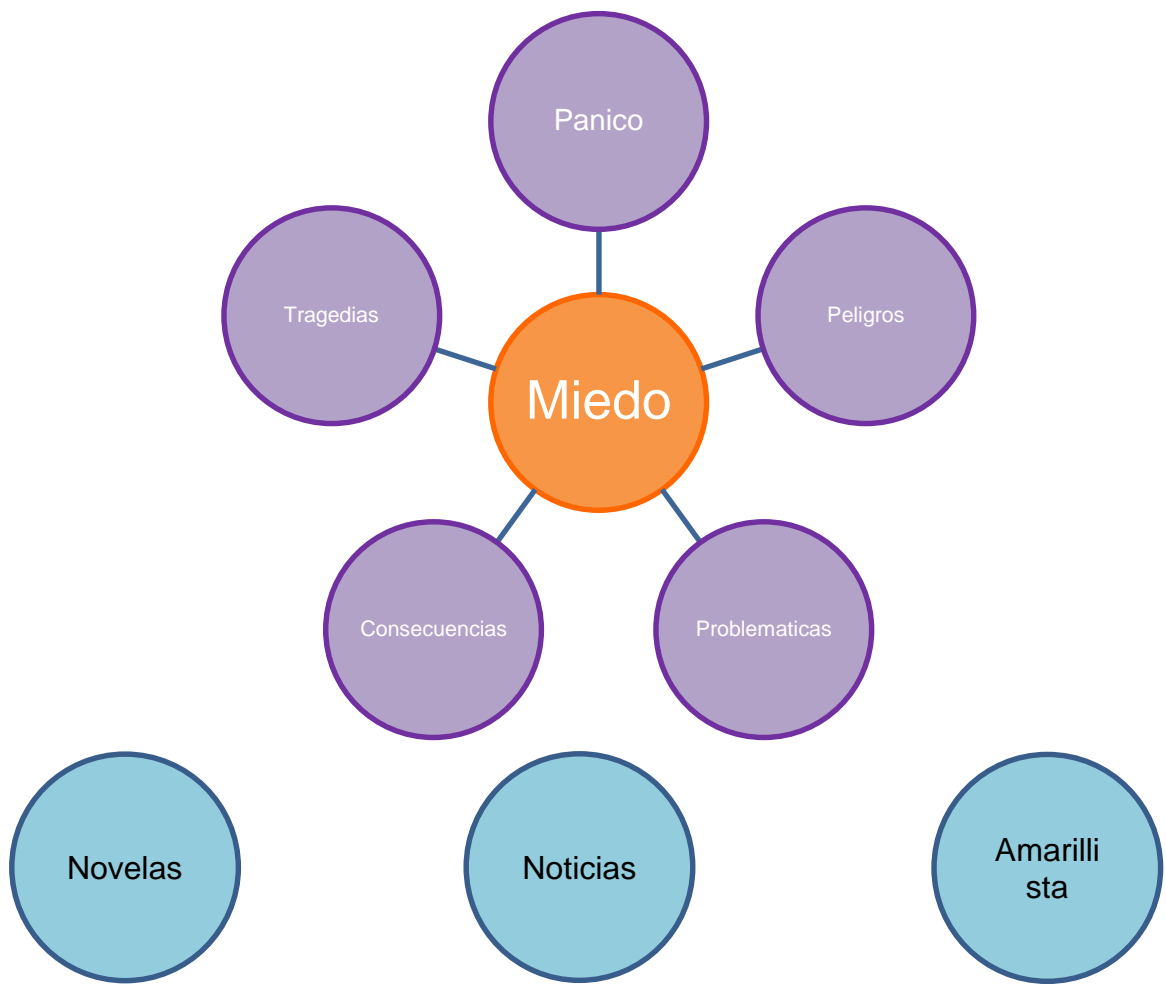 Panico
Tragedias
Peligros
Miedo
Consecuencias
Problematicas
Novelas
Noticias
Amarilli
sta